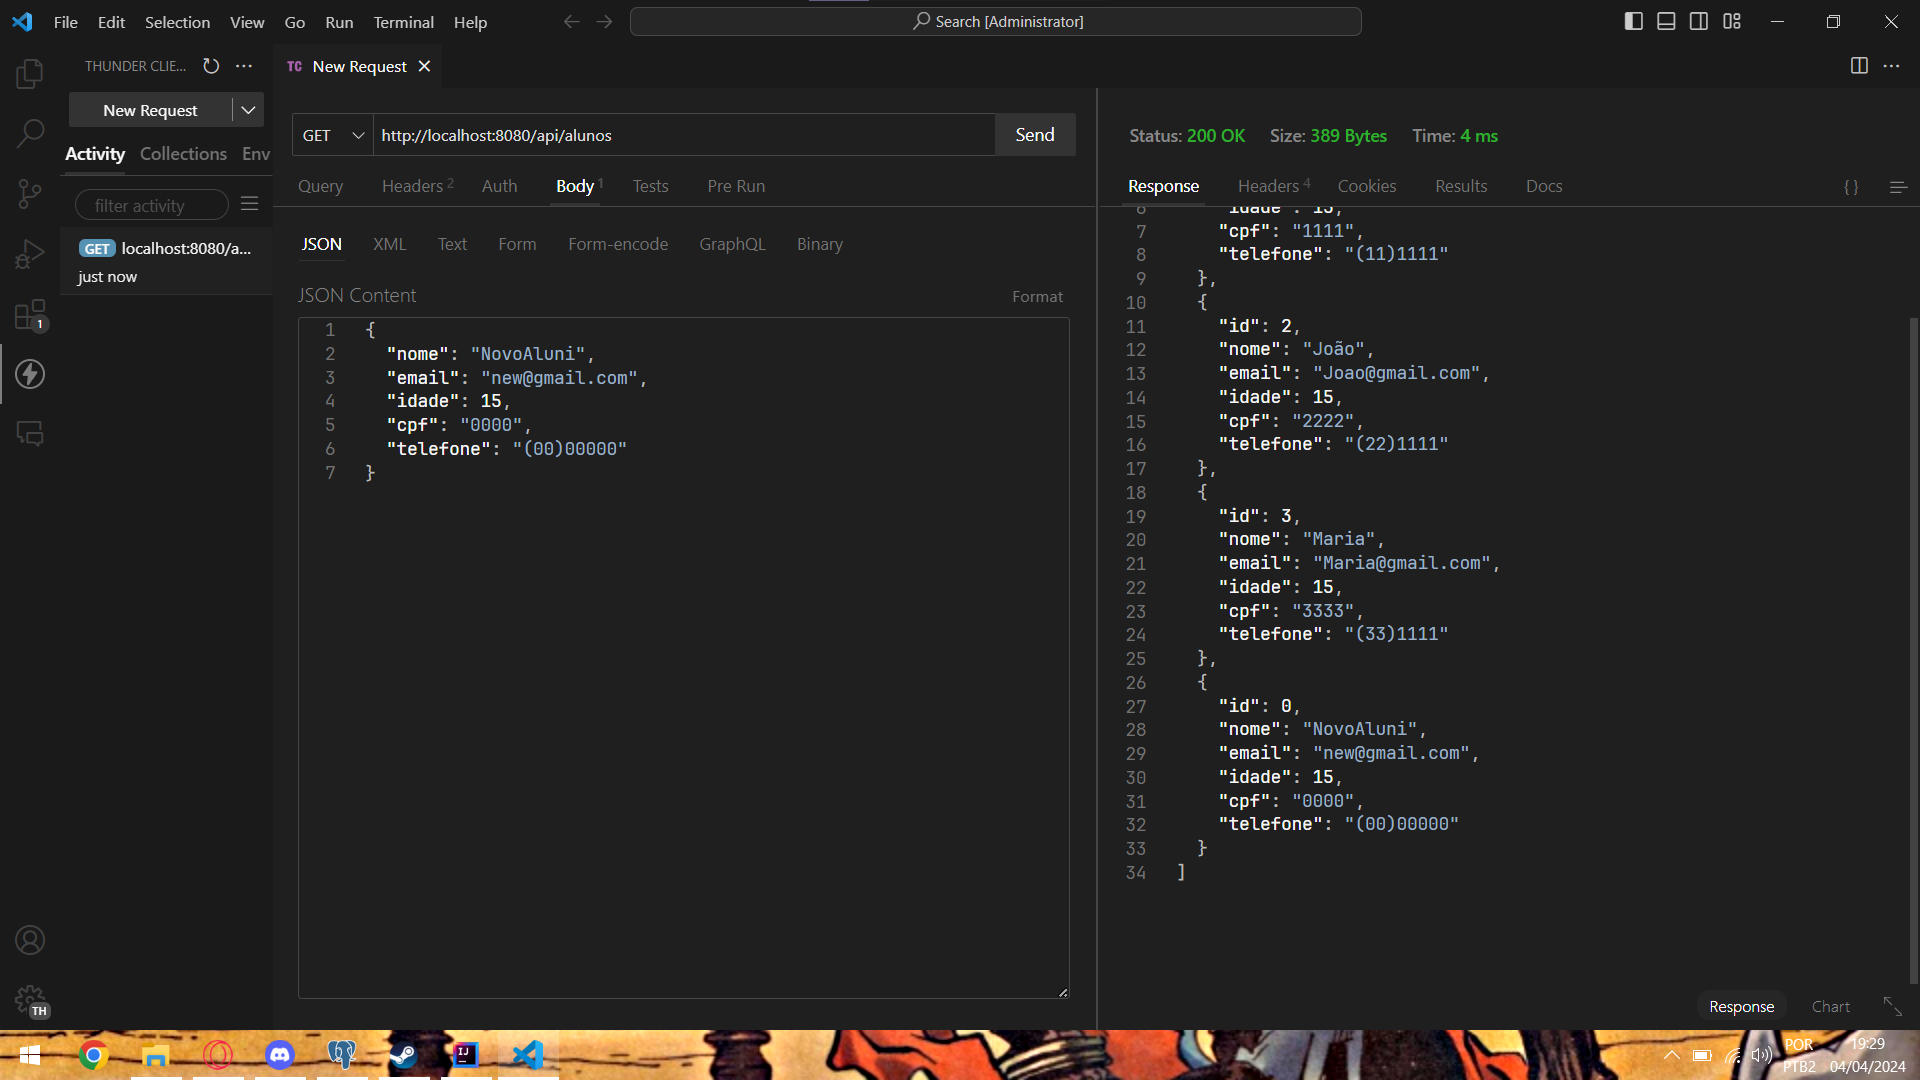 File Edit Selection View Go Run Terminal Help
Search [Administrator]
THUNDER CLIE...
TC New Request
New Request
GET
http://localhost:8080/api/alunos
Send
Status: 200 OK Size: 389 Bytes Time: 4 ms
Activity Collections Env
Query Headers 2 Auth Body 1 Tests Pre Run
Response Headers 4 Cookies Results Docs
{ }
filter activity
GET localhost:8080/a...
just now
1
TH
JSON XML Text Form Form-encode GraphQL Binary
JSON Content
Format
1 {
2 "nome": "NovoAluni",
3 "email": "new@gmail.com",
4 "idade": 15,
5 "cpf": "0000",
6 "telefone": "(00)00000"
7 }
6 "idade": 15,
7 "cpf": "1111",
8 "telefone": "(11)1111"
9 },
10 {
11 "id": 2,
12 "nome": "João",
13 "email": "Joao@gmail.com",
14 "idade": 15,
15 "cpf": "2222",
16 "telefone": "(22)1111"
17 },
18 {
19 "id": 3,
20 "nome": "Maria",
21 "email": "Maria@gmail.com",
22 "idade": 15,
23 "cpf": "3333",
24 "telefone": "(33)1111"
25 },
26 {
27 "id": 0,
28 "nome": "NovoAluni",
29 "email": "new@gmail.com",
30 "idade": 15,
31 "cpf": "0000",
32 "telefone": "(00)00000"
33 }
34 ]
Response Chart
IJ
POR
PTB2
19:29
04/04/2024